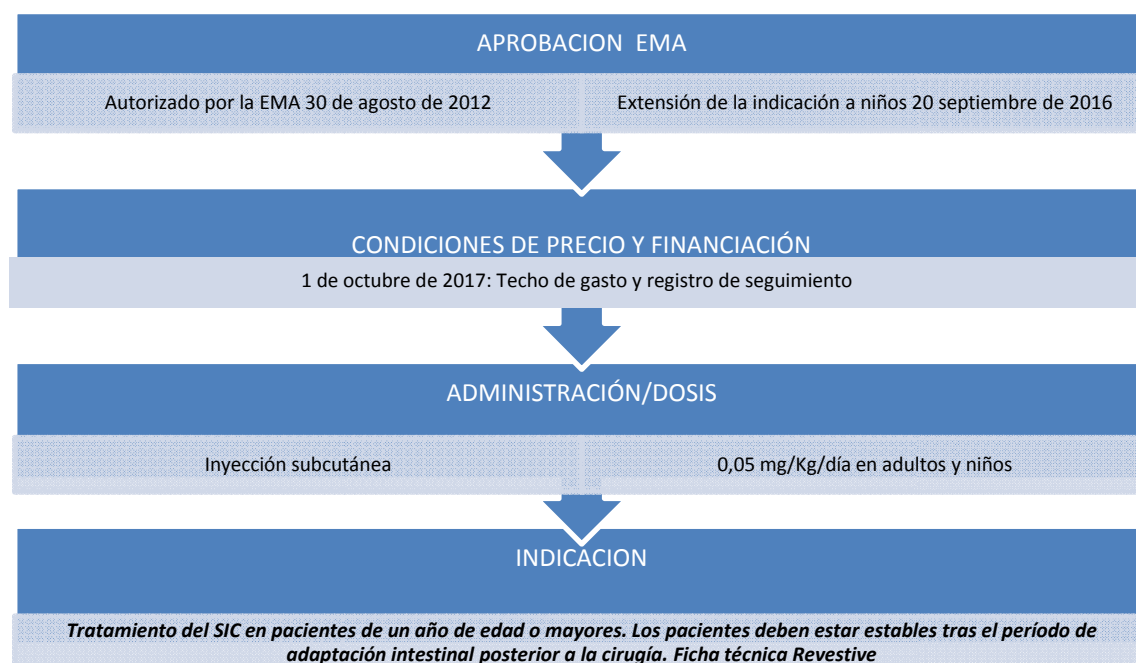 APROBACION EMA
Autorizado por la EMA 30 de agosto de 2012
Extensión de la indicación a niños 20 septiembre de 2016
CONDICIONES DE PRECIO Y FINANCIACIÓN
1 de octubre de 2017: Techo de gasto y registro de seguimiento
ADMINISTRACIÓN/DOSIS
Inyección subcutánea
0,05 mg/Kg/día en adultos y niños
INDICACION
Tratamiento del SIC en pacientes de un año de edad o mayores. Los pacientes deben estar estables tras el período de
adaptación intestinal posterior a la cirugía. Ficha técnica Revestive